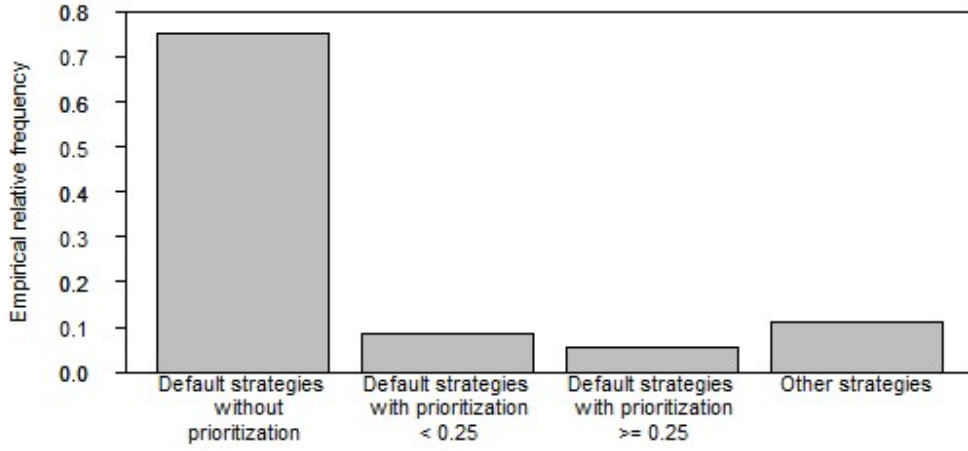 Empirical relative frequency
0.8
0.7
0.6
0.5
0.4
0.3
0.2
0.1
0.0
Default strategies
without
prioritization
Default strategies
with prioritization
< 0.25
Default strategies
with prioritization
>= 0.25
Other strategies